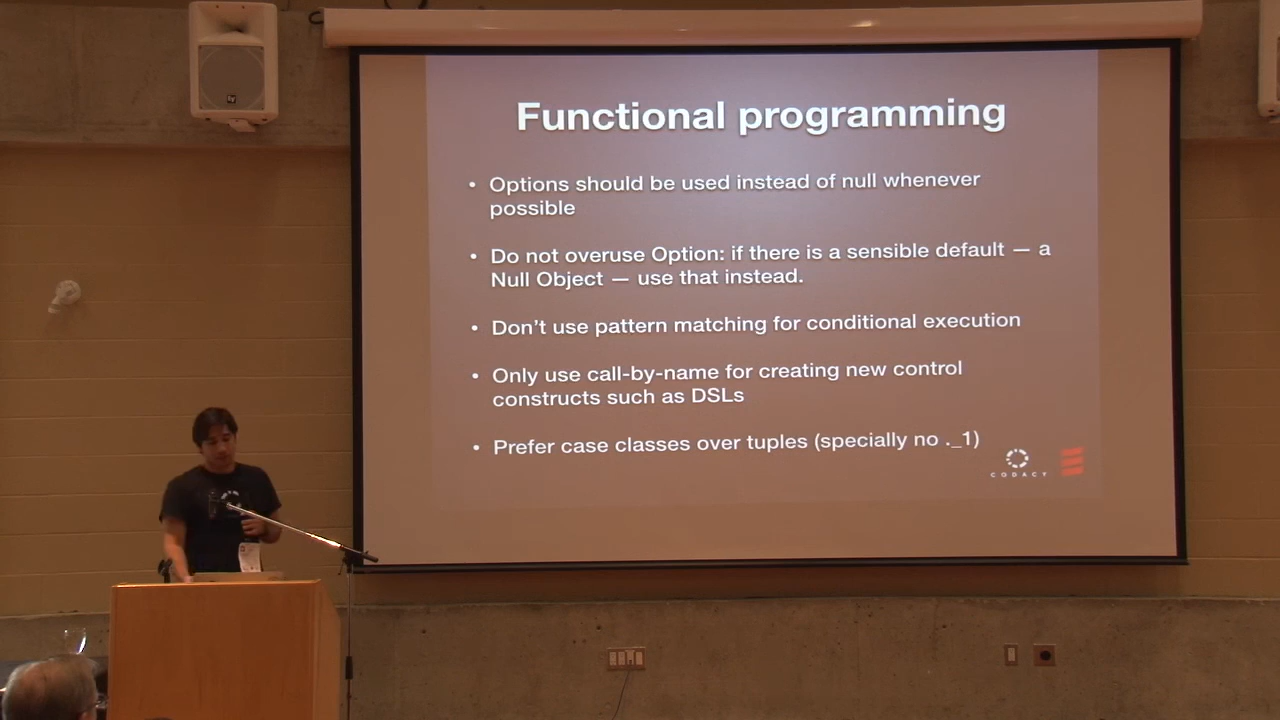 Functional programming
• Options should be used instead of null whenever
possible
• Do not overuse Option: if there is a sensible default — a
Null Object — use that instead.
• Don't use pattern matching for conditional execution
• Only use call-by-name for creating new control
constructs such as DSLs
• Prefer case classes over tuples (specially no ._1)
CODACY